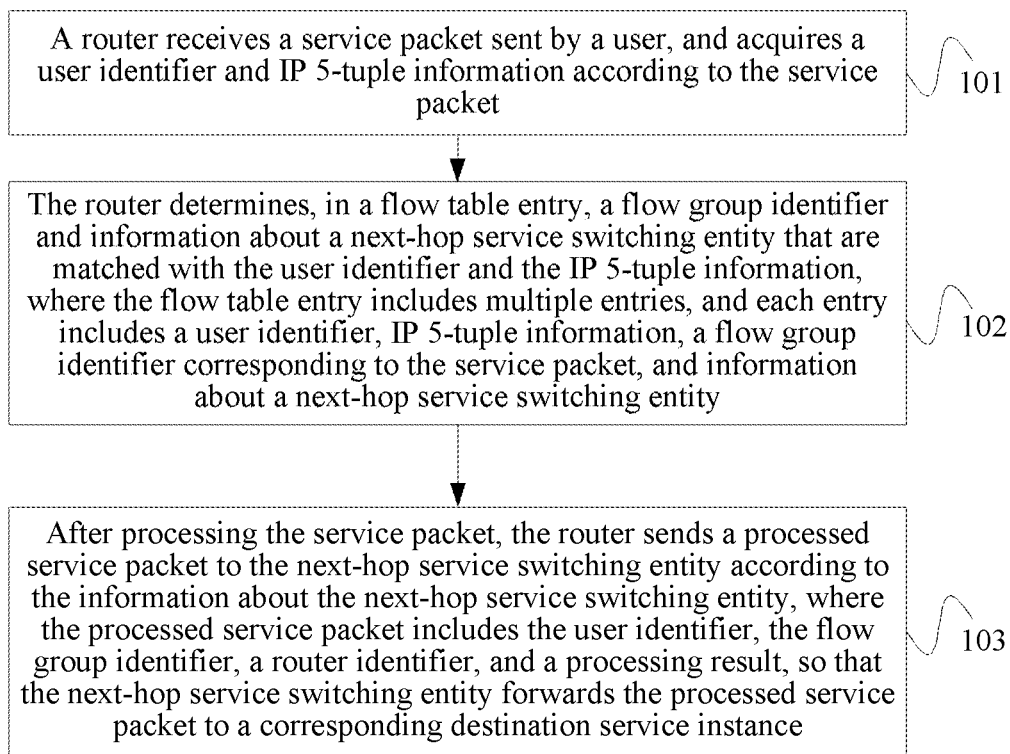 A router receives a service packet sent by a user, and acquires a
user identifier and IP 5-tuple information according to the service
packet
101
The router determines, in a flow table entry, a flow group identifier
and information about a next-hop service switching entity that are
matched with the user identifier and the IP 5-tuple information,
where the flow table entry includes multiple entries, and each entry
includes a user identifier, IP 5-tuple information, a flow group
identifier corresponding to the service packet, and information
about a next-hop service switching entity
102
After processing the service packet, the router sends a processed
service packet to the next-hop service switching entity according to
the information about the next-hop service switching entity, where
the processed service packet includes the user identifier, the flow
group identifier, a router identifier, and a processing result, so that
the next-hop service switching entity forwards the processed service
packet to a corresponding destination service instance
103